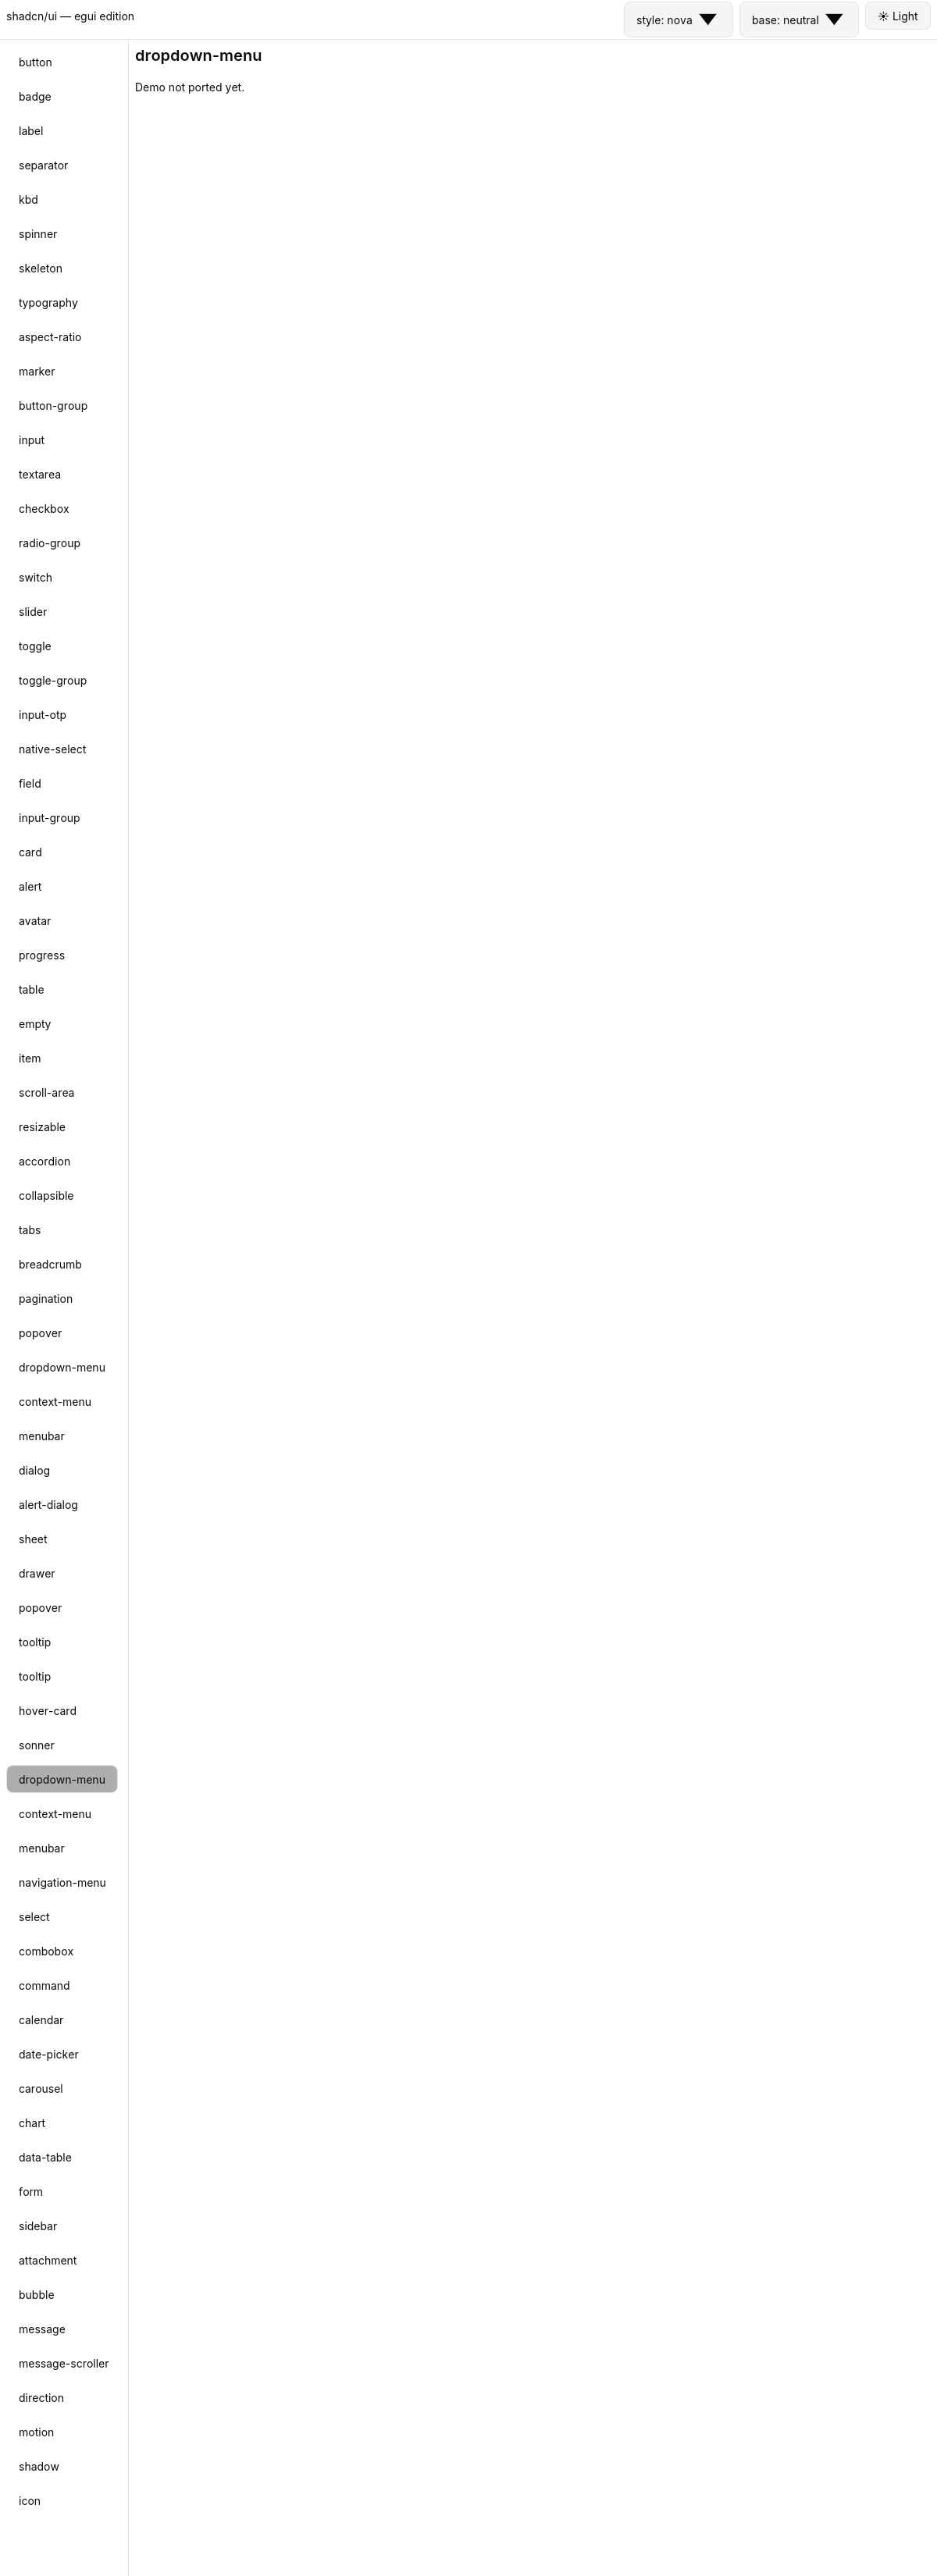 shadcn/ui — egui edition
style: nova
base: neutral
☀ Light
button
badge
label
separator
kbd
spinner
skeleton
typography
aspect-ratio
marker
button-group
input
textarea
checkbox
radio-group
switch
slider
toggle
toggle-group
input-otp
native-select
field
input-group
card
alert
avatar
progress
table
empty
item
scroll-area
resizable
accordion
collapsible
tabs
breadcrumb
pagination
popover
dropdown-menu
context-menu
menubar
dialog
alert-dialog
sheet
drawer
popover
tooltip
tooltip
hover-card
sonner
dropdown-menu
context-menu
menubar
navigation-menu
select
combobox
command
calendar
date-picker
carousel
chart
data-table
form
sidebar
attachment
bubble
message
message-scroller
direction
motion
shadow
icon
dropdown-menu
Demo not ported yet.